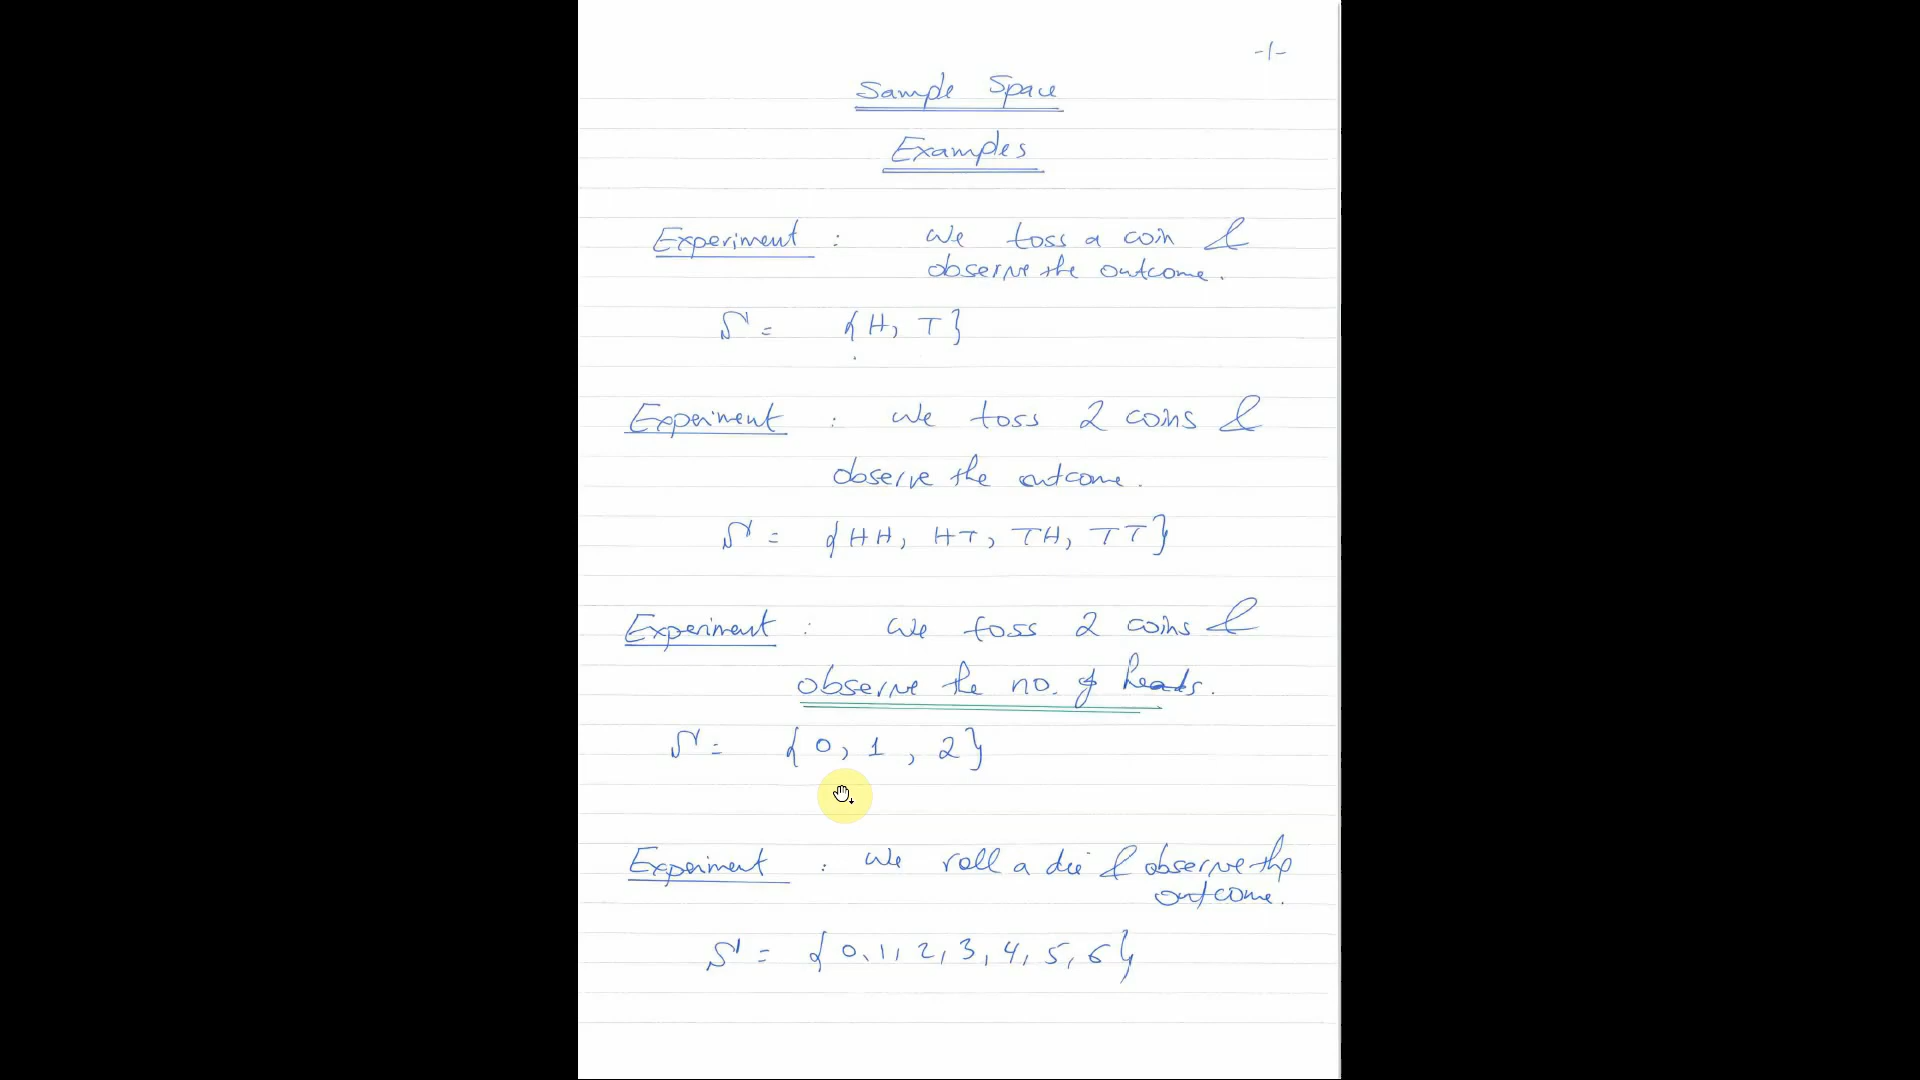 -1-
Sample Space
Examples
Experiment : We toss a coin &
observe the outcome.
S = {H, T}
Experiment : We toss 2 coins &
observe the outcome.
S = {HH, HT, TH, TT}
Experiment : We toss 2 coins &
observe the no. of heads.
S = {0, 1, 2}
Experiment : We roll a die & observe the
outcome.
S = {0, 1, 2, 3, 4, 5, 6}